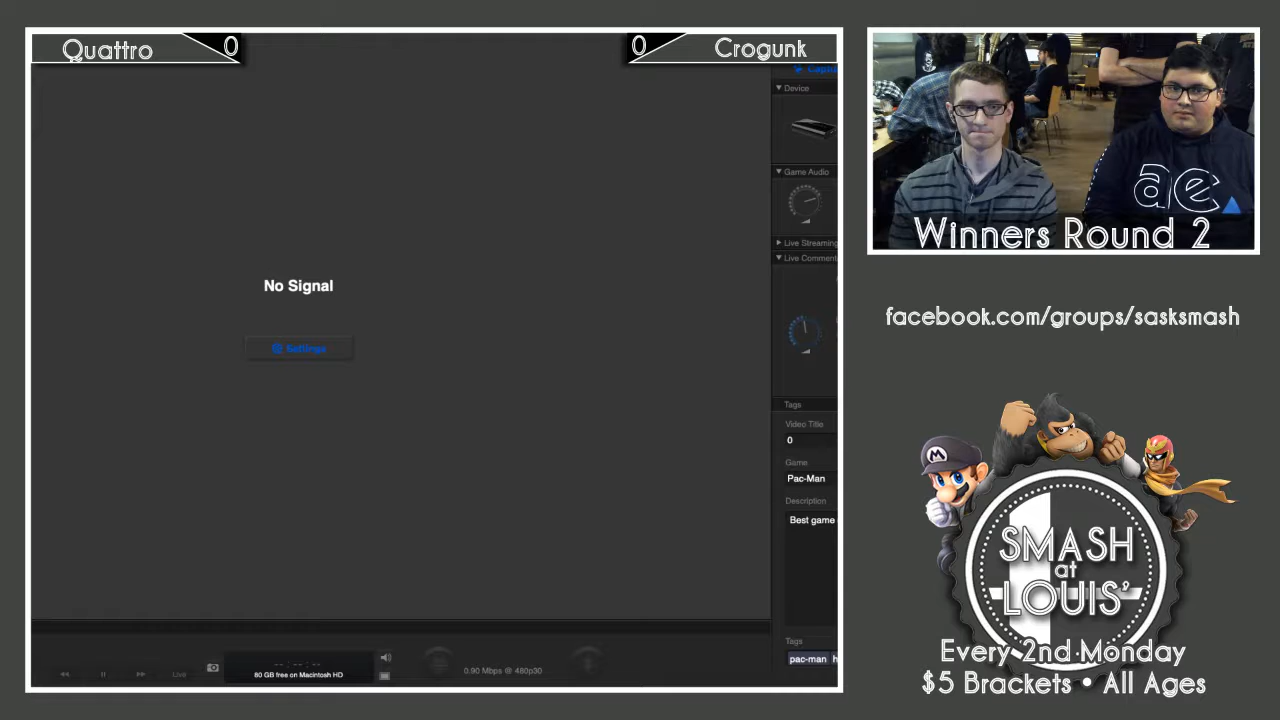 Quattro 0
0 Crogunk
Device
Game Audio
Live Streaming
No Signal
Settings
Tags
Video Title
0
Game
Pac-Man
Description
Best game
Tags
pac-man h
Live
-- : -- : --
80 GB free on Macintosh HD
0.90 Mbps @ 480p30
ae
Winners Round 2
facebook.com/groups/sasksmash
M
SMASH
at
LOUIS'
Every 2nd Monday
$5 Brackets • All Ages